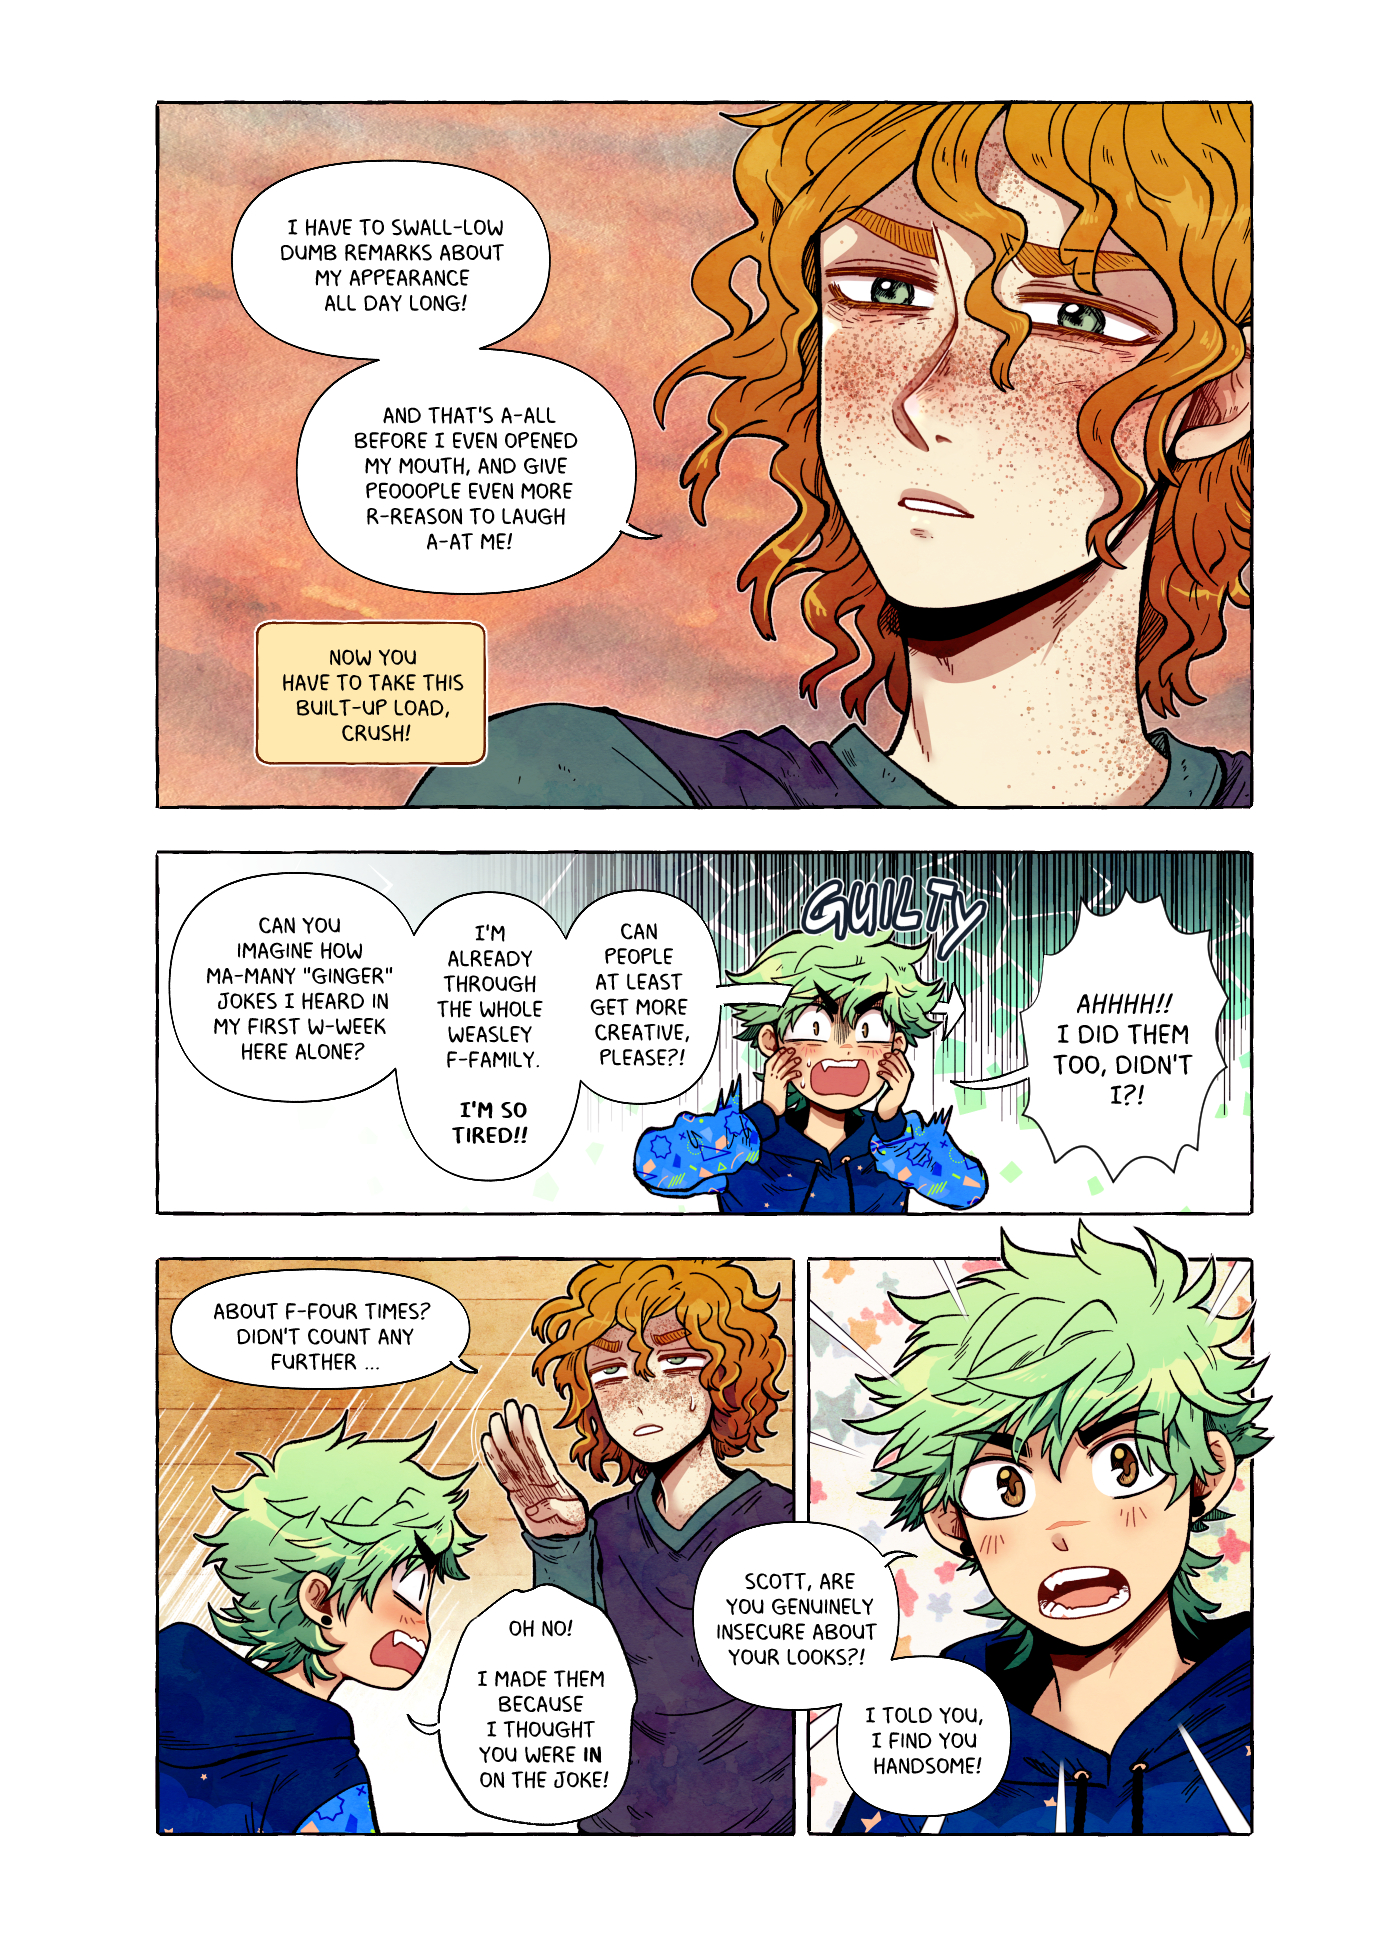 I HAVE TO SWALL-LOW
DUMB REMARKS ABOUT
MY APPEARANCE
ALL DAY LONG!
AND THAT'S A-ALL
BEFORE I EVEN OPENED
MY MOUTH, AND GIVE
PEOOOPLE EVEN MORE
R-REASON TO LAUGH
A-AT ME!
NOW YOU
HAVE TO TAKE THIS
BUILT-UP LOAD,
CRUSH!
CAN YOU
IMAGINE HOW
MA-MANY "GINGER"
JOKES I HEARD IN
MY FIRST W-WEEK
HERE ALONE?
I'M
ALREADY
THROUGH
THE WHOLE
WEASLEY
F-FAMILY.
I'M SO
TIRED!!
CAN
PEOPLE
AT LEAST
GET MORE
CREATIVE,
PLEASE?!
GUILTY
AHHHH!!
I DID THEM
TOO, DIDN'T
I?!
ABOUT F-FOUR TIMES?
DIDN'T COUNT ANY
FURTHER ...
OH NO!
I MADE THEM
BECAUSE
I THOUGHT
YOU WERE IN
ON THE JOKE!
SCOTT, ARE
YOU GENUINELY
INSECURE ABOUT
YOUR LOOKS?!
I TOLD YOU,
I FIND YOU
HANDSOME!